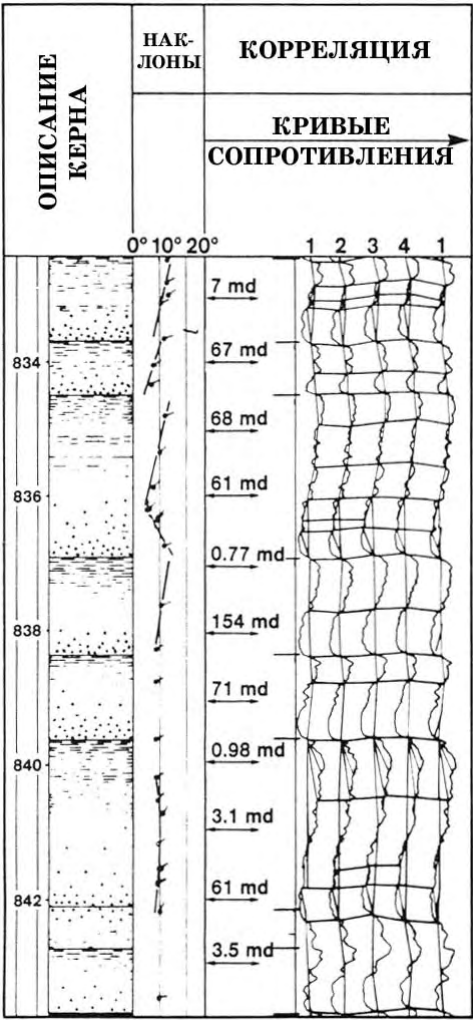 ОПИСАНИЕ
КЕРНА
НАК-
ЛОНЫ
КОРРЕЛЯЦИЯ
КРИВЫЕ
СОПРОТИВЛЕНИЯ
0° 10° 20°
1 2 3 4 1
7 md
834
67 md
68 md
836
61 md
0.77 md
838
154 md
71 md
840
0.98 md
3.1 md
842
61 md
3.5 md